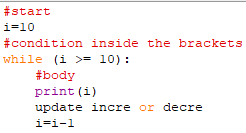 #start
i=10
#condition inside the brackets
while (i >= 10):
#body
print(i)
update incre or decre
i=i-1